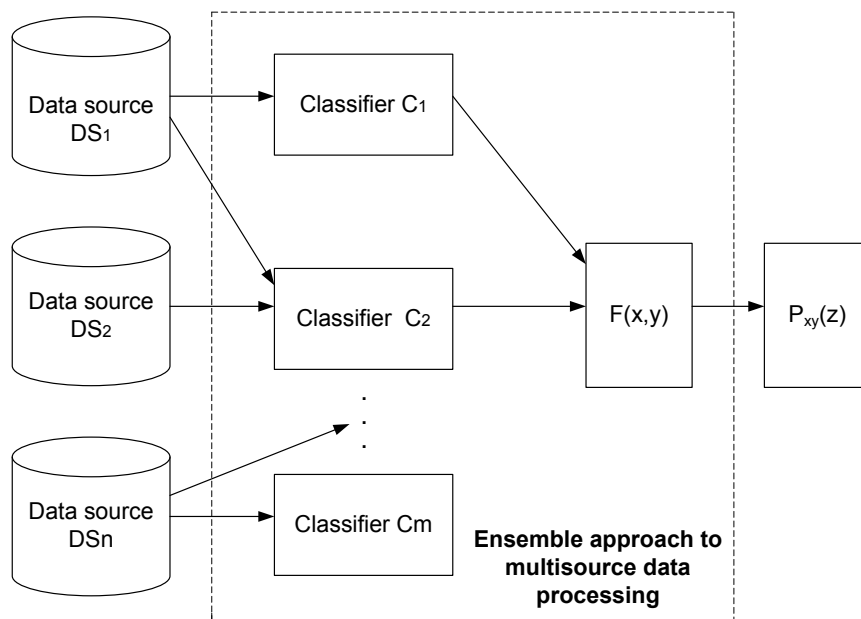 Data source
DS1
Classifier C1
Data source
DS2
Classifier C2
F(x,y)
Pxy(z)
.
.
.
Data source
DSn
Classifier Cm
Ensemble approach to
multisource data
processing